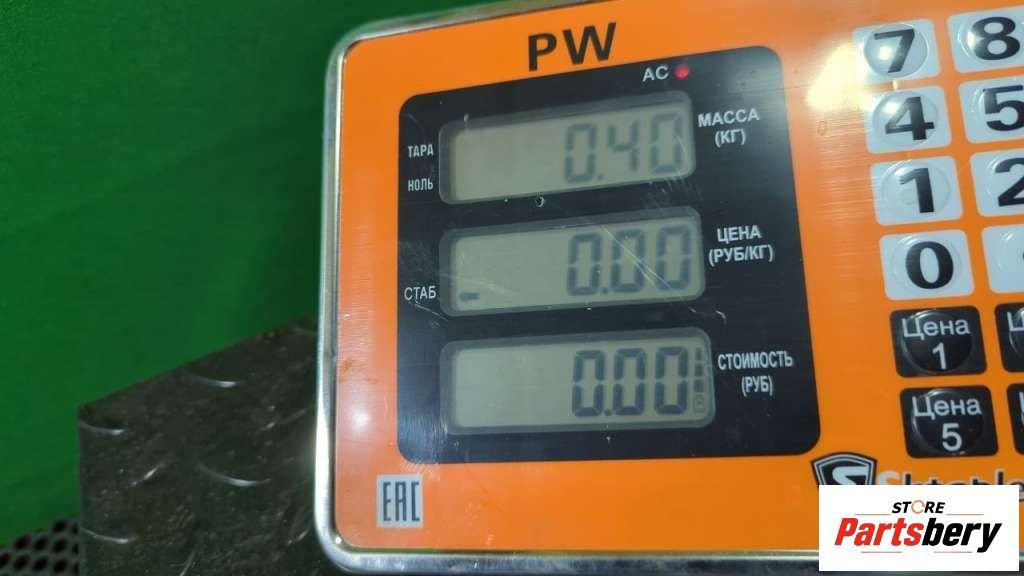 PW
AC
7 8
ТАРА 0.40 МАССА
(КГ)
НОЛЬ
4 5
1 2
ЦЕНА
0.00 (РУБ/КГ)
СТАБ
0
0.00 СТОИМОСТЬ
(РУБ)
Цена
1
Цена
5
EAC
STORE
Partsbery